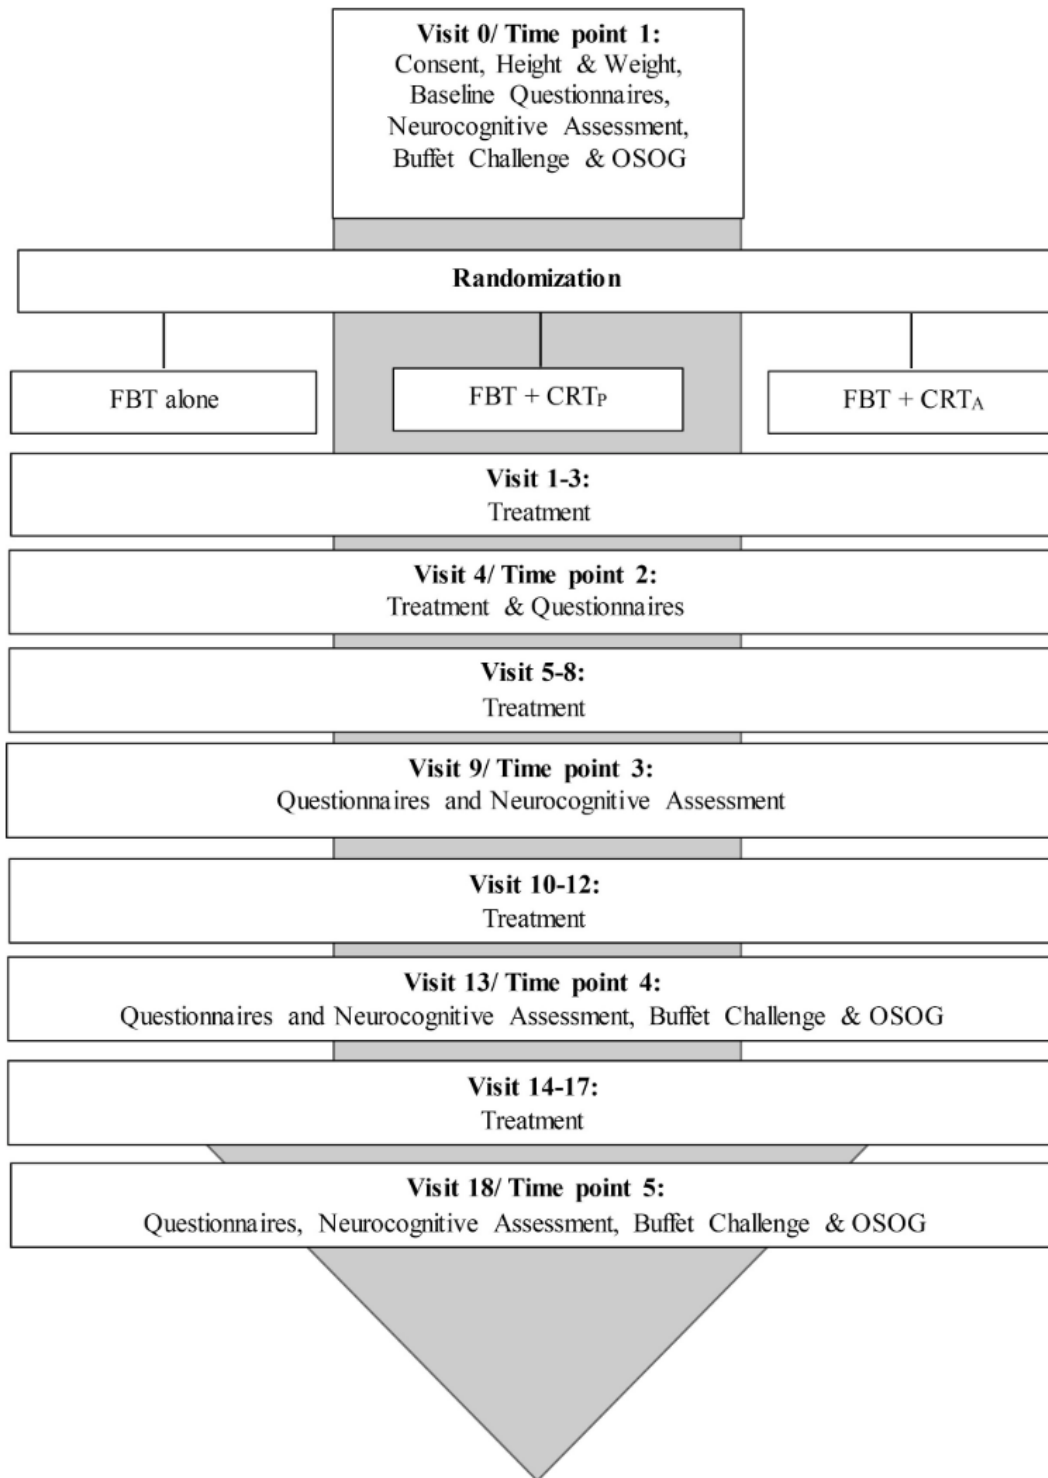 Visit 0/ Time point 1:
Consent, Height & Weight,
Baseline Questionnaires,
Neurocognitive Assessment,
Buffet Challenge & OSOG
Randomization
FBT alone
FBT + CRTP
FBT + CRTA
Visit 1-3:
Treatment
Visit 4/ Time point 2:
Treatment & Questionnaires
Visit 5-8:
Treatment
Visit 9/ Time point 3:
Questionnaires and Neurocognitive Assessment
Visit 10-12:
Treatment
Visit 13/ Time point 4:
Questionnaires and Neurocognitive Assessment, Buffet Challenge & OSOG
Visit 14-17:
Treatment
Visit 18/ Time point 5:
Questionnaires, Neurocognitive Assessment, Buffet Challenge & OSOG